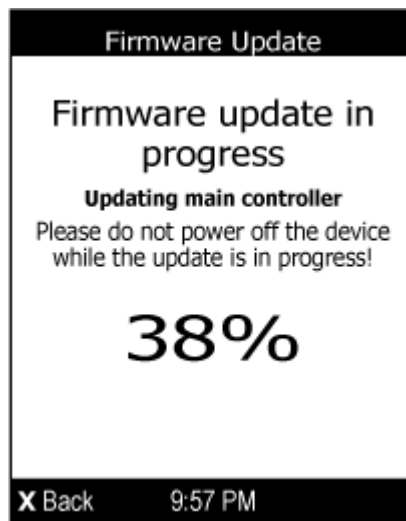 Firmware Update
Firmware update in
progress
Updating main controller
Please do not power off the device
while the update is in progress!
38%
X Back 9:57 PM